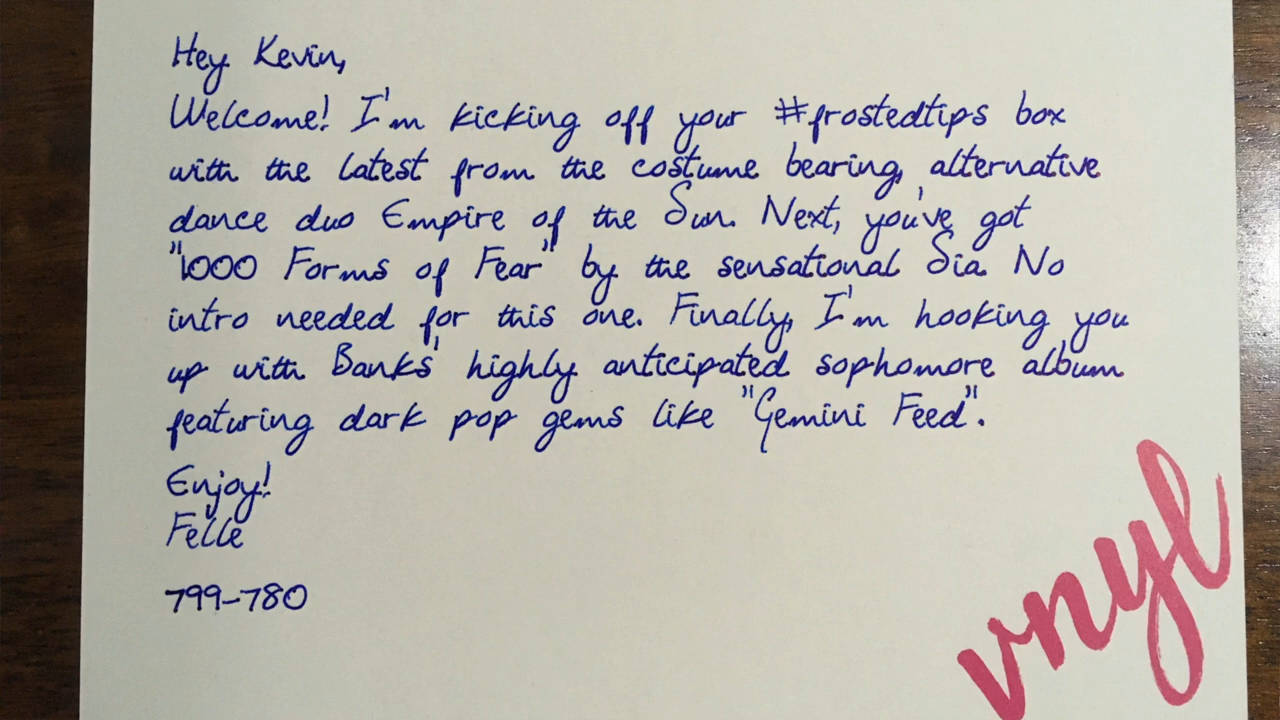 Hey Kevin,
Welcome! I'm kicking off your #frostedtips box
with the latest from the costume bearing, alternative
dance duo Empire of the Sun. Next, you've got
"1000 Forms of Fear" by the sensational Sia. No
intro needed for this one. Finally, I'm hooking you
up with Banks' highly anticipated sophomore album
featuring dark pop gems like "Gemini Feed".
Enjoy!
Felle
799-780
vnyl